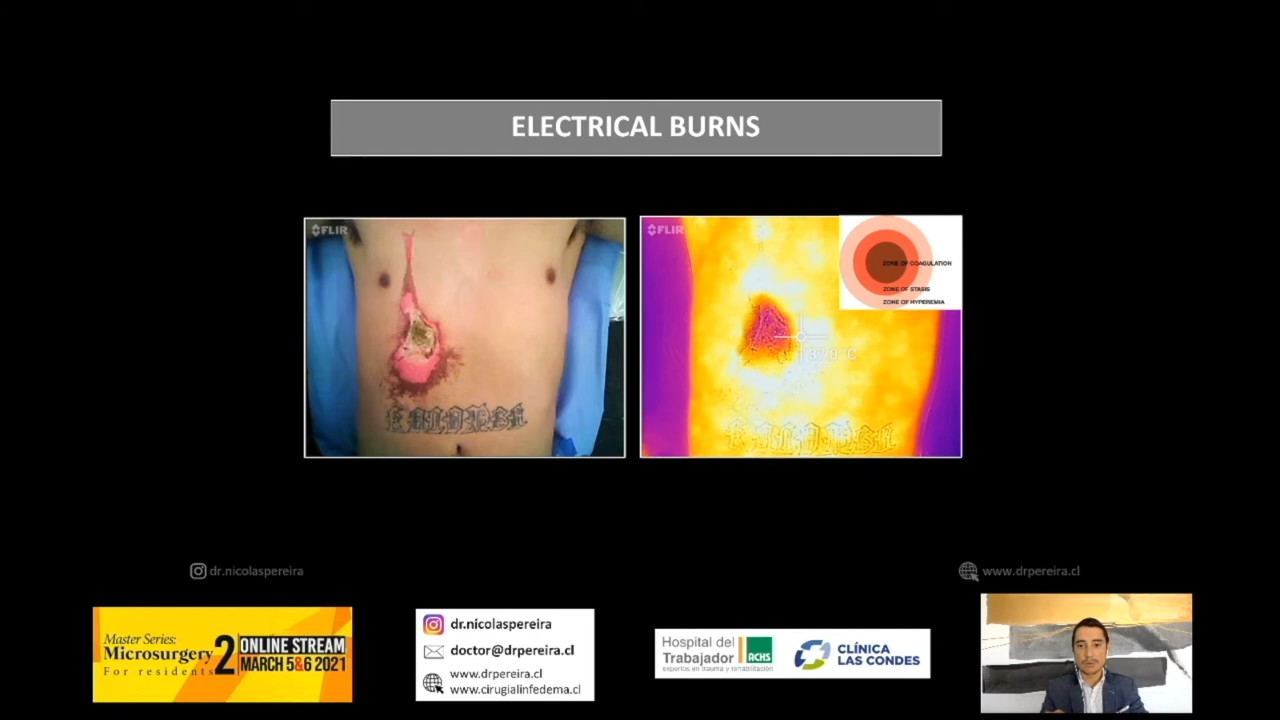 ELECTRICAL BURNS
FLIR
FLIR
ZONE OF COAGULATION
ZONE OF STASIS
ZONE OF HYPEREMIA
37.0 °C
dr.nicolaspereira
www.drpereira.cl
Master Series:
Microsurgery 2
For residents
ONLINE STREAM
MARCH 5&6 2021
dr.nicolaspereira
doctor@drpereira.cl
www.drpereira.cl
www.cirugialinfedema.cl
Hospital del
Trabajador
ACHS
expertos en trauma y rehabilitación
CLÍNICA
LAS CONDES